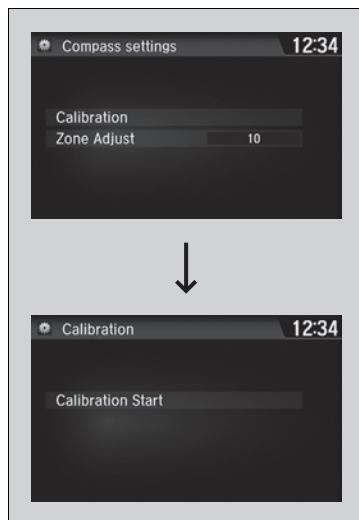 Compass settings 12:34
Calibration
Zone Adjust 10
Calibration 12:34
Calibration Start